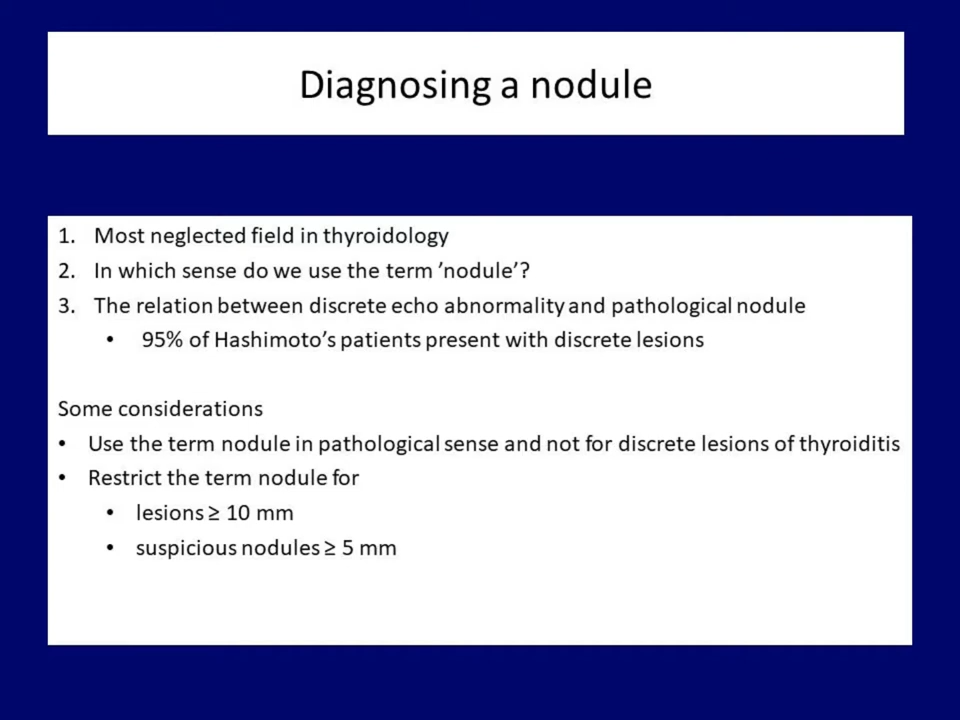 Diagnosing a nodule
1. Most neglected field in thyroidology
2. In which sense do we use the term ’nodule’?
3. The relation between discrete echo abnormality and pathological nodule
• 95% of Hashimoto’s patients present with discrete lesions
Some considerations
• Use the term nodule in pathological sense and not for discrete lesions of thyroiditis
• Restrict the term nodule for
• lesions ≥ 10 mm
• suspicious nodules ≥ 5 mm